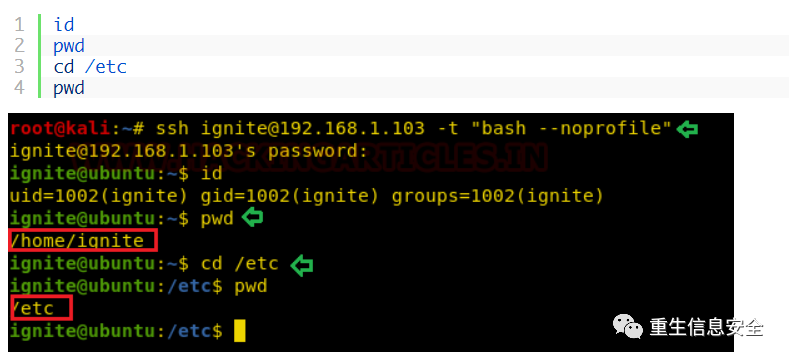 1 id
2 pwd
3 cd /etc
4 pwd
root@kali:~# ssh ignite@192.168.1.103 -t "bash --noprofile"
ignite@192.168.1.103's password:
HACKINGARTICLES.IN
ignite@ubuntu:~$ id
uid=1002(ignite) gid=1002(ignite) groups=1002(ignite)
ignite@ubuntu:~$ pwd
/home/ignite
ignite@ubuntu:~$ cd /etc
ignite@ubuntu:/etc$ pwd
/etc
ignite@ubuntu:/etc$
重生信息安全